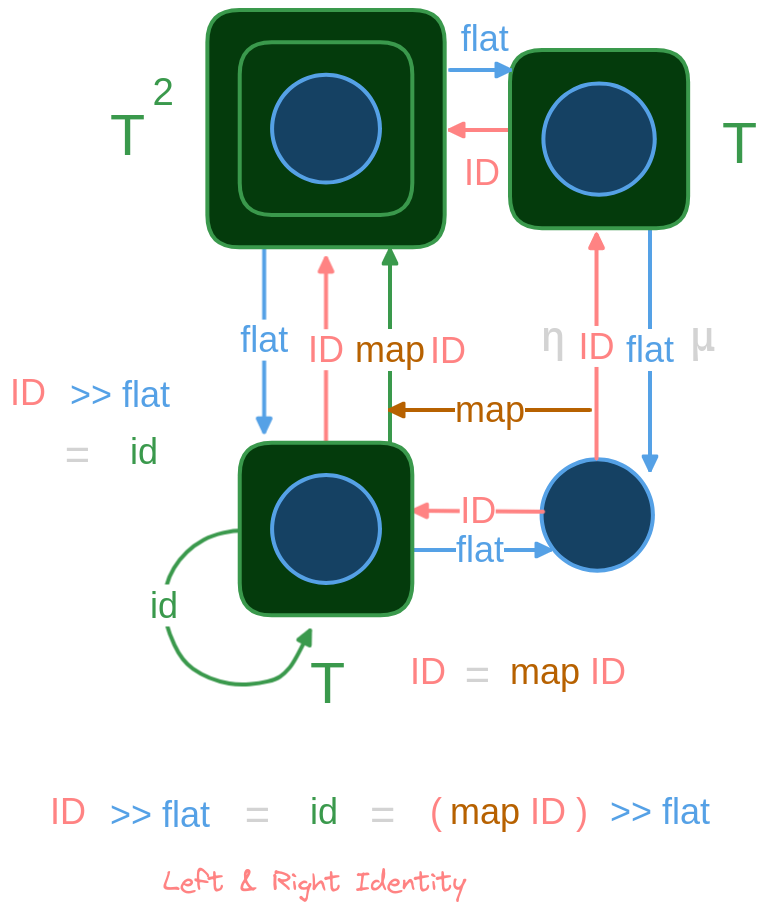 flat
T 2
T
ID
flat
ID
map ID
η
ID
flat
μ
ID >> flat
= id
map
ID
flat
id
T
ID = map ID
ID >> flat = id = ( map ID ) >> flat
Left & Right Identity